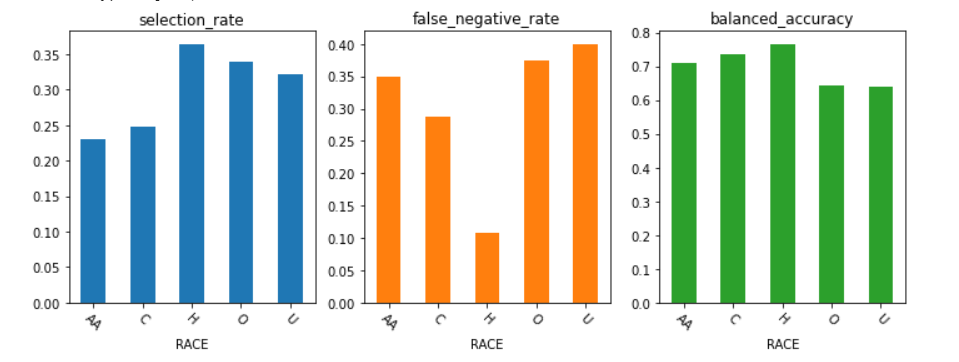 selection_rate
false_negative_rate
balanced_accuracy
0.35
0.30
0.25
0.20
0.15
0.10
0.05
0.00
AA
C
H
O
U
RACE
0.40
0.35
0.30
0.25
0.20
0.15
0.10
0.05
0.00
AA
C
H
O
U
RACE
0.8
0.7
0.6
0.5
0.4
0.3
0.2
0.1
0.0
AA
C
H
O
U
RACE